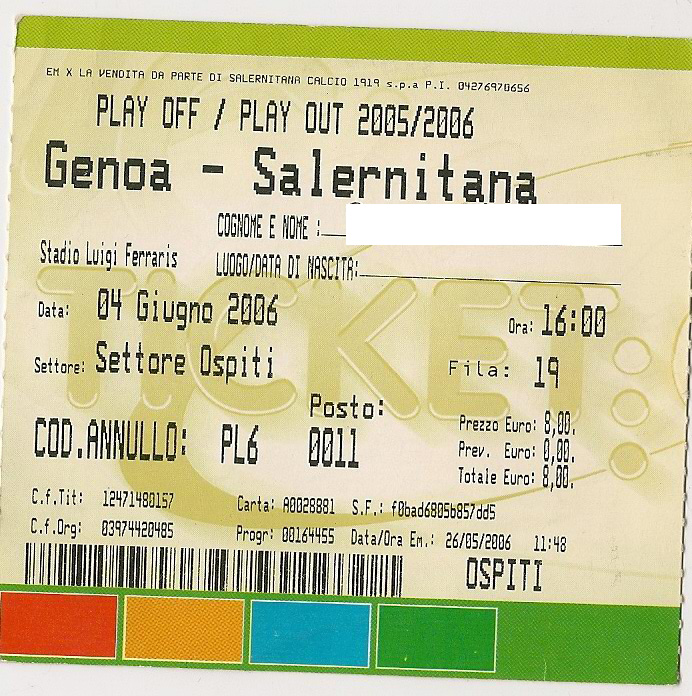 EM X LA VENDITA DA PARTE DI SALERNITANA CALCIO 1919 s.p.a P.I. 04276970656
PLAY OFF / PLAY OUT 2005/2006
Genoa - Salernitana
COGNOME E NOME :
Stadio Luigi Ferraris
LUOGO/DATA DI NASCITA:
Data: 04 Giugno 2006 Ora: 16:00
Settore: Settore Ospiti Fila: 19
TICKET
Posto: Prezzo Euro: 8,00.
COD.ANNULLO: PL6 0011 Prev. Euro: 0,00.
Totale Euro: 8,00.
C.f.Tit: 12471480157 Carta: A0028881 S.F.: f0bad6805b857dd5
C.f.Org: 03974420485 Progr: 00164455 Data/Ora Em.: 26/05/2006 11:48
OSPITI